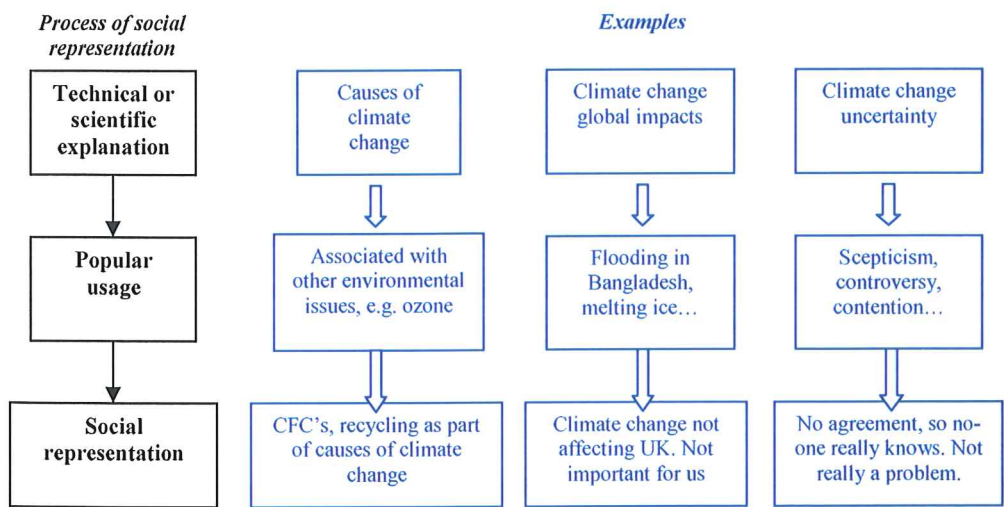 Process of social
representation
Examples
Technical or
scientific
explanation
Causes of
climate
change
Climate change
global impacts
Climate change
uncertainty
Popular
usage
Associated with
other environmental
issues, e.g. ozone
Flooding in
Bangladesh,
melting ice…
Scepticism,
controversy,
contention…
Social
representation
CFC's, recycling as part
of causes of climate
change
Climate change not
affecting UK. Not
important for us
No agreement, so no-
one really knows. Not
really a problem.